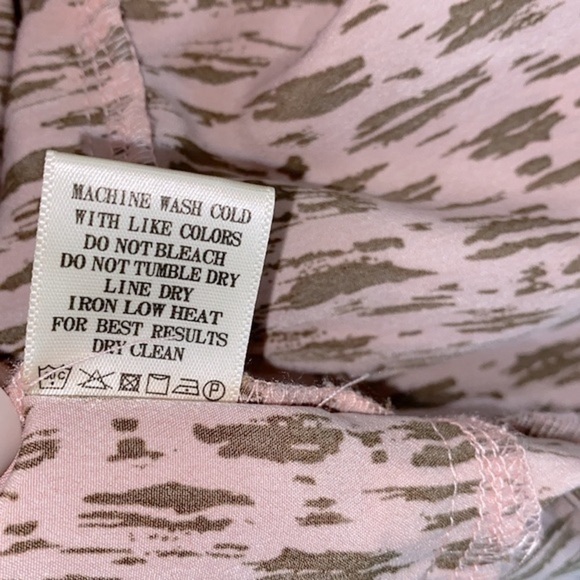 MACHINE WASH COLD
WITH LIKE COLORS
DO NOT BLEACH
DO NOT TUMBLE DRY
LINE DRY
IRON LOW HEAT
FOR BEST RESULTS
DRY CLEAN
P